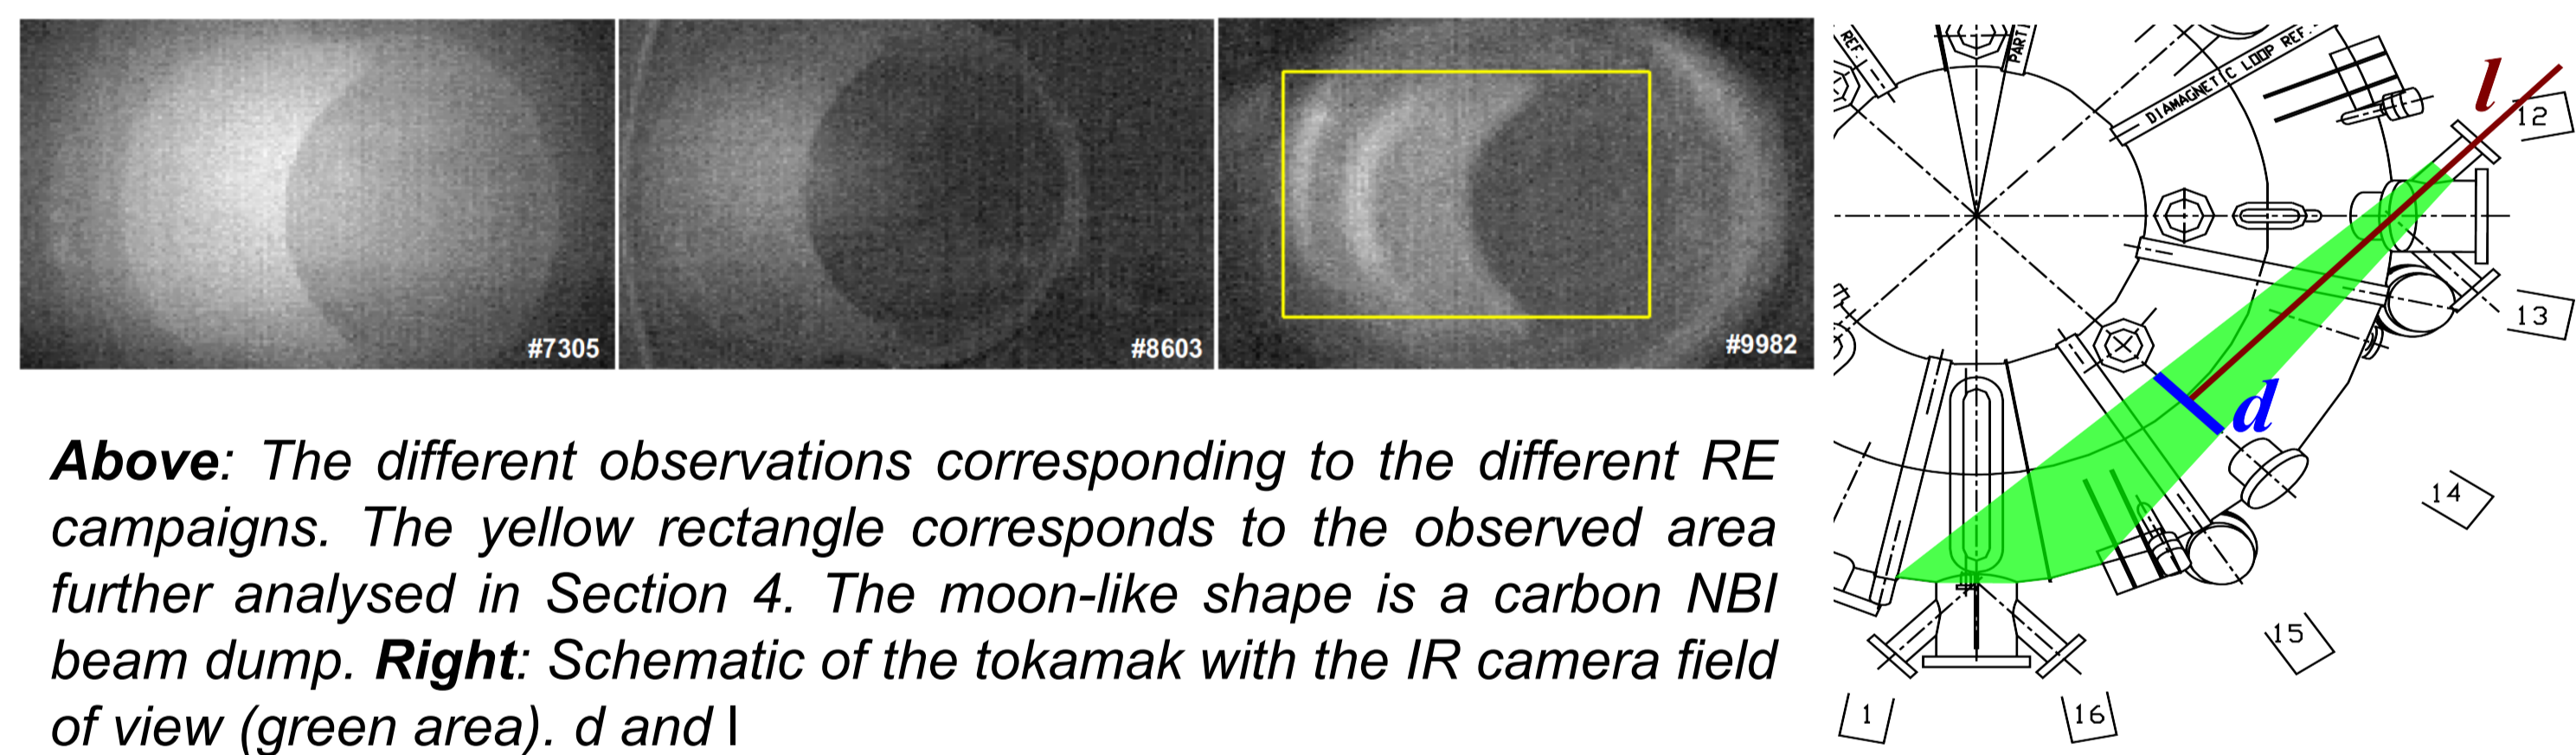 #7305
#8603
#9982
Above: The different observations corresponding to the different RE
campaigns. The yellow rectangle corresponds to the observed area
further analysed in Section 4. The moon-like shape is a carbon NBI
beam dump. Right: Schematic of the tokamak with the IR camera field
of view (green area). d and l
REF.
PART
DIAMAGNETIC LOOP REF.
l
12
13
d
14
15
1
16